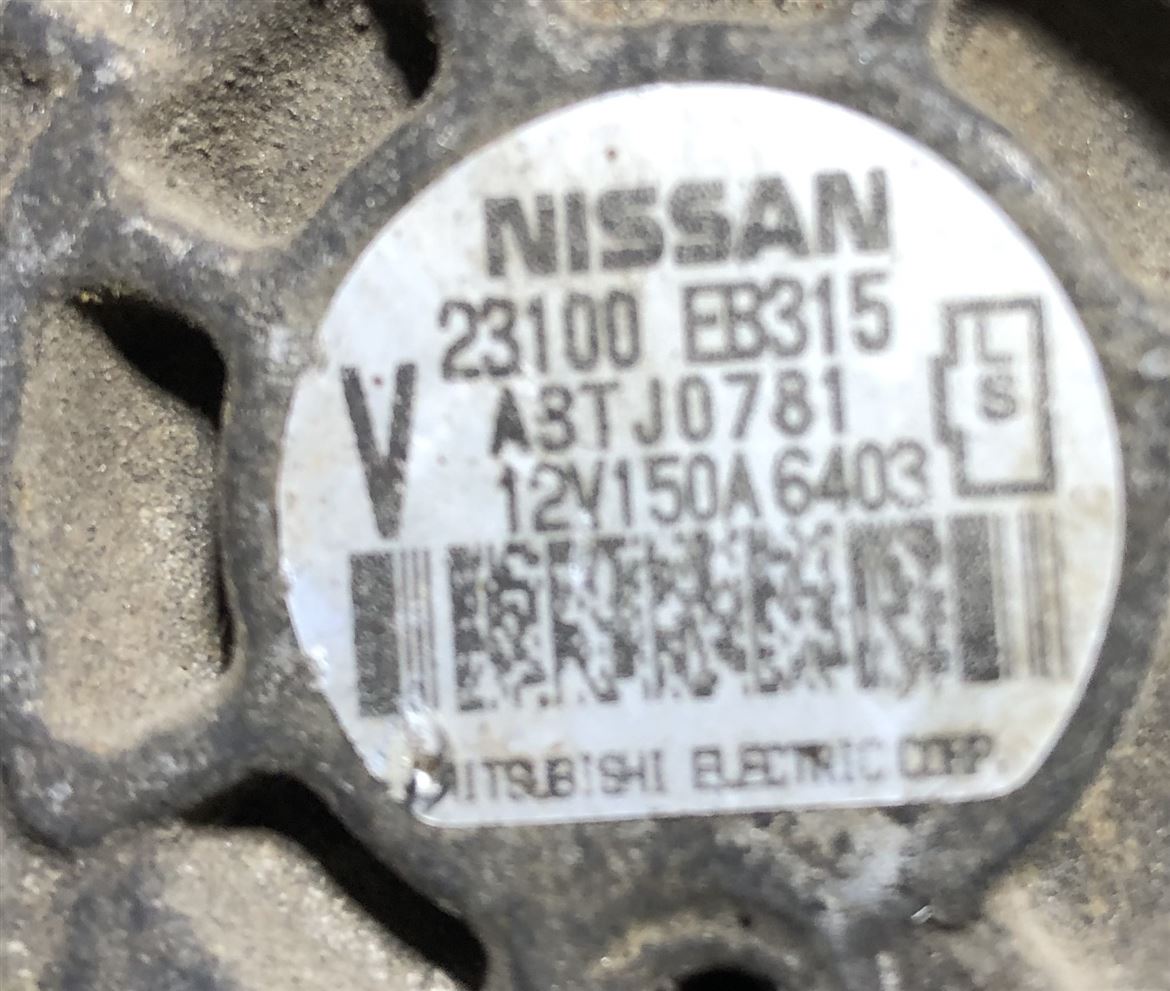 NISSAN
23100 EB315
V
A3TJ0781
12V150A 6403
L
S
MITSUBISHI ELECTRIC CORP.